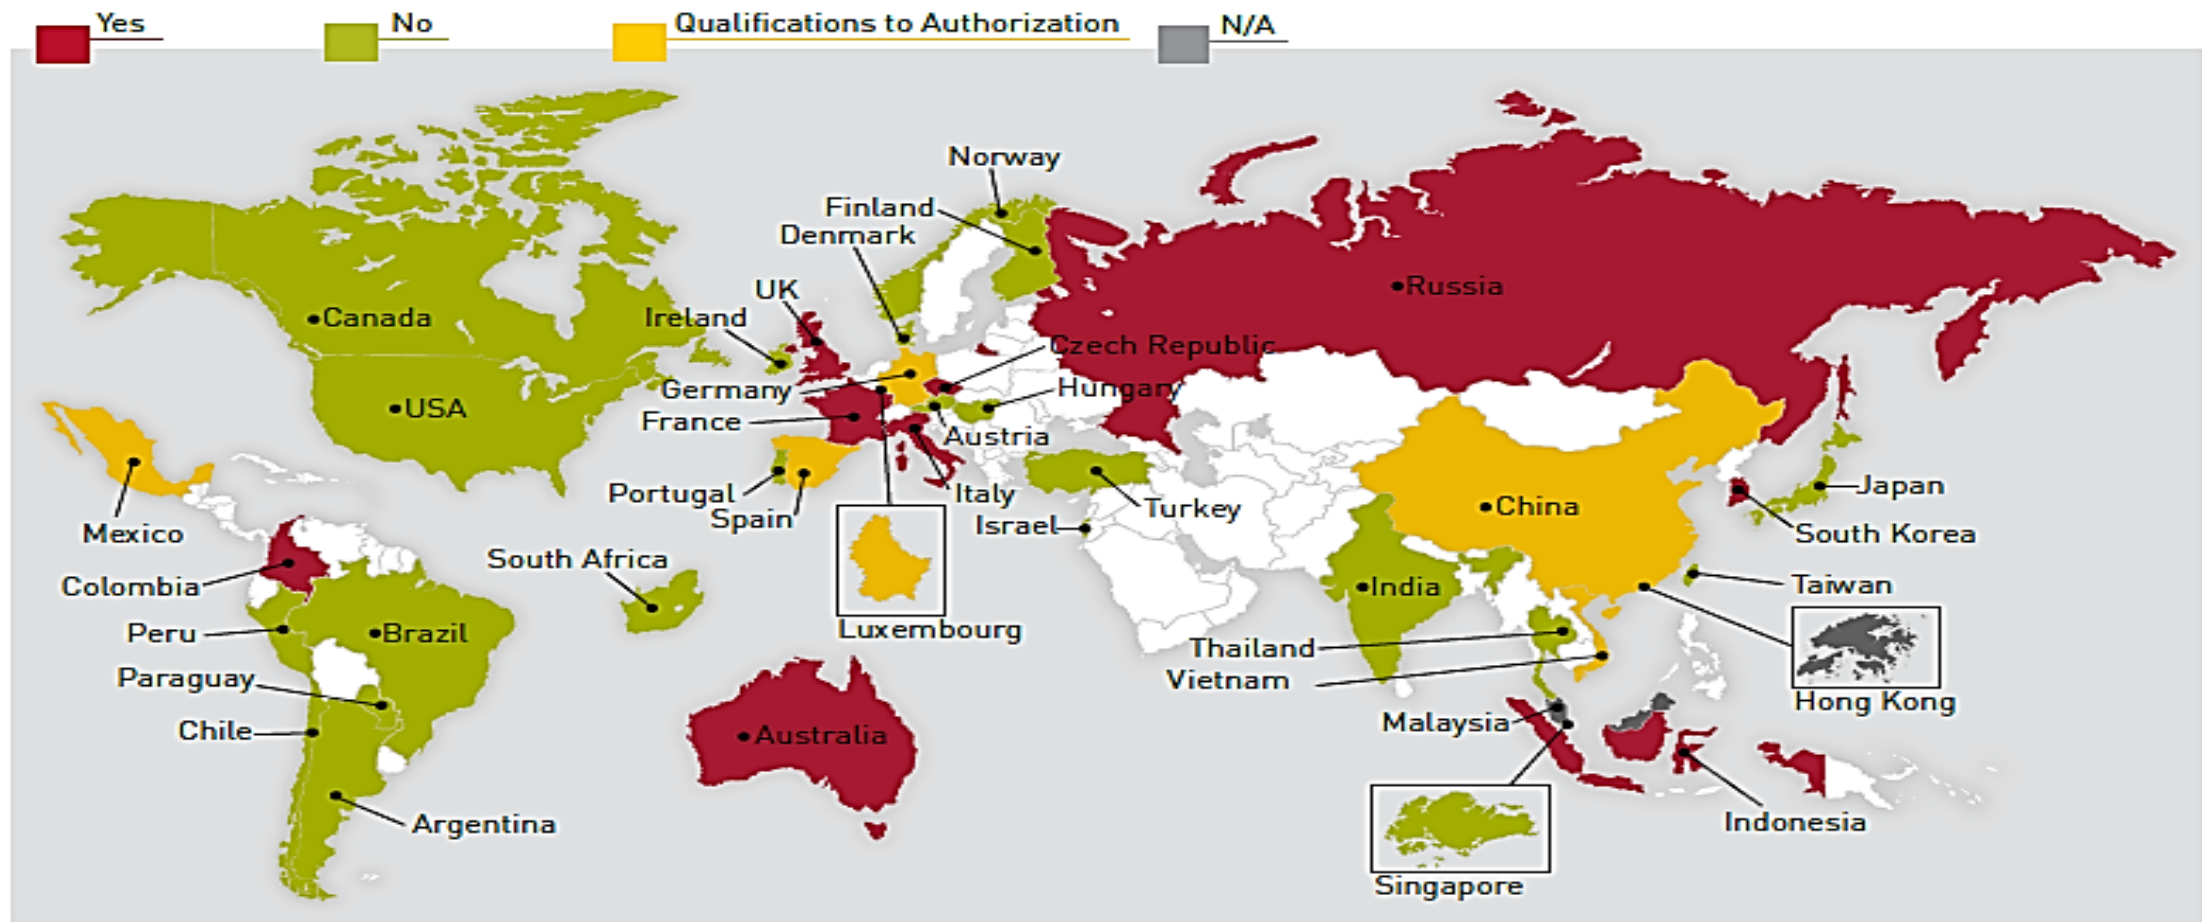 Yes
No
Qualifications to Authorization
N/A
Norway
Finland
Denmark
Russia
UK
Ireland
Canada
Czech Republic
Germany
Hungary
USA
France
Austria
Portugal
Italy
Japan
Spain
Israel
Turkey
China
Mexico
South Korea
South Africa
Colombia
India
Taiwan
Luxembourg
Peru
Brazil
Thailand
Vietnam
Paraguay
Hong Kong
Chile
Australia
Malaysia
Argentina
Indonesia
Singapore